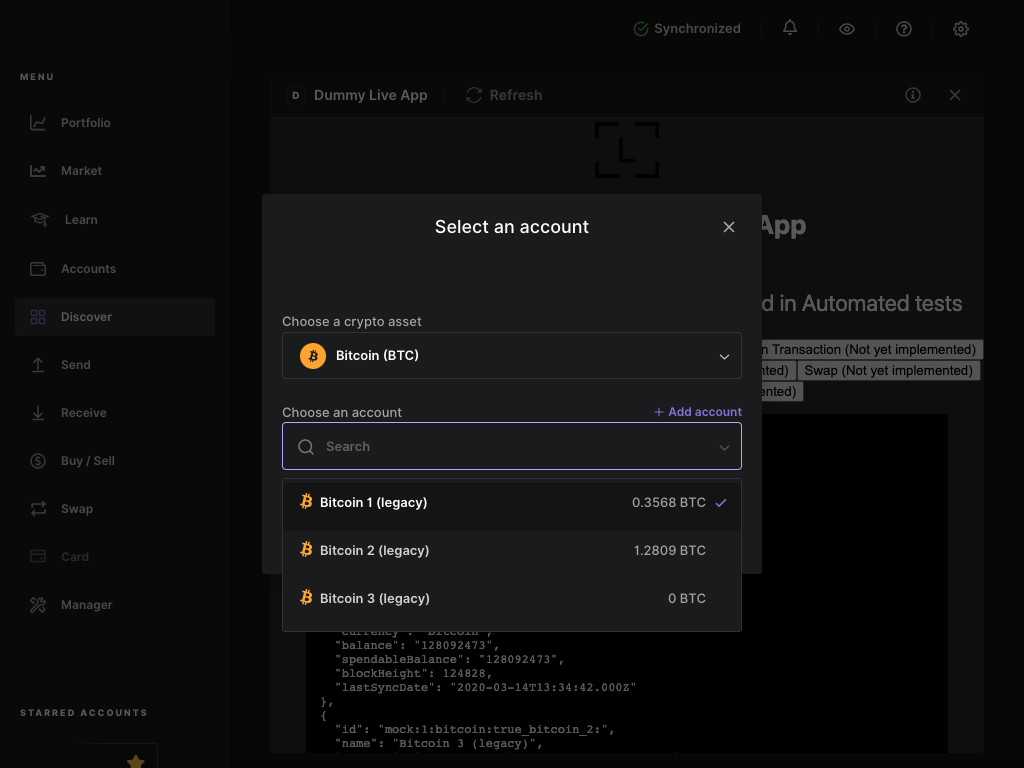 Synchronized
MENU
D Dummy Live App Refresh
Portfolio
Market
Learn
Accounts
Discover
Send
Receive
Buy / Sell
Swap
Card
Manager
STARRED ACCOUNTS
L
App
d in Automated tests
Transaction (Not yet implemented)
Swap (Not yet implemented)
Select an account
Choose a crypto asset
Bitcoin (BTC)
Choose an account + Add account
Search
Bitcoin 1 (legacy) 0.3568 BTC
Bitcoin 2 (legacy) 1.2809 BTC
Bitcoin 3 (legacy) 0 BTC
"currency": "bitcoin",
"balance": "128092473",
"spendableBalance": "128092473",
"blockHeight": 124828,
"lastSyncDate": "2020-03-14T13:34:42.000Z"
},
{
"id": "mock:1:bitcoin:true_bitcoin_2:",
"name": "Bitcoin 3 (legacy)",